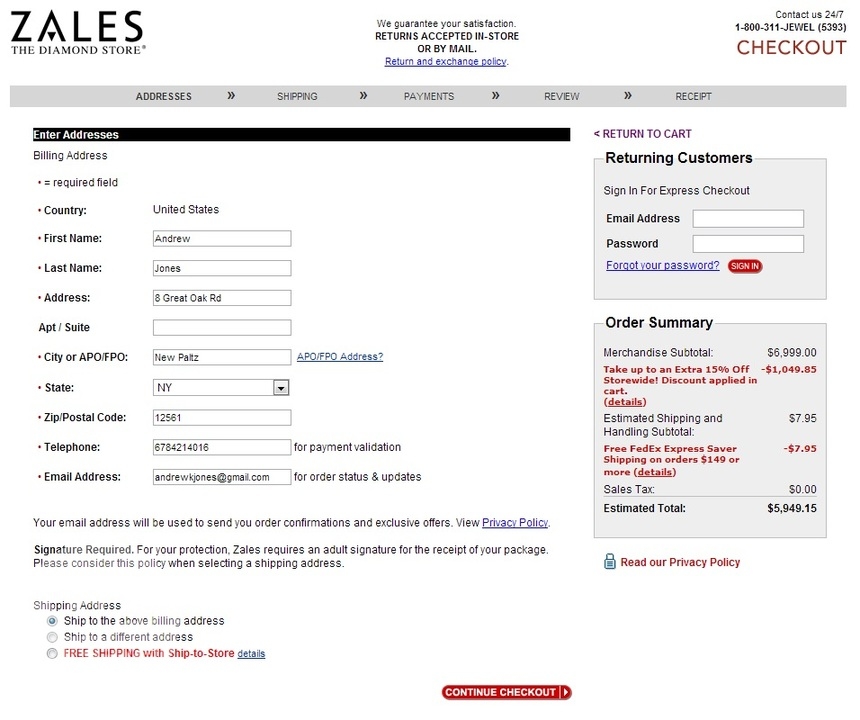 ZALES
THE DIAMOND STORE®
We guarantee your satisfaction.
RETURNS ACCEPTED IN-STORE
OR BY MAIL.
Return and exchange policy.
Contact us 24/7
1-800-311-JEWEL (5393)
CHECKOUT
ADDRESSES » SHIPPING » PAYMENTS » REVIEW » RECEIPT
Enter Addresses
Billing Address
• = required field
• Country: United States
• First Name: Andrew
• Last Name: Jones
• Address: 8 Great Oak Rd
Apt / Suite
• City or APO/FPO: New Paltz APO/FPO Address?
• State: NY
• Zip/Postal Code: 12561
• Telephone: 6784214016 for payment validation
• Email Address: andrewkjones@gmail.com for order status & updates
Your email address will be used to send you order confirmations and exclusive offers. View Privacy Policy.
Signature Required. For your protection, Zales requires an adult signature for the receipt of your package.
Please consider this policy when selecting a shipping address.
Shipping Address
Ship to the above billing address
Ship to a different address
FREE SHIPPING with Ship-to-Store details
CONTINUE CHECKOUT
< RETURN TO CART
Returning Customers
Sign In For Express Checkout
Email Address
Password
Forgot your password? SIGN IN
Order Summary
Merchandise Subtotal: $6,999.00
Take up to an Extra 15% Off -$1,049.85
Storewide! Discount applied in
cart.
(details)
Estimated Shipping and $7.95
Handling Subtotal:
Free FedEx Express Saver -$7.95
Shipping on orders $149 or
more (details)
Sales Tax: $0.00
Estimated Total: $5,949.15
Read our Privacy Policy